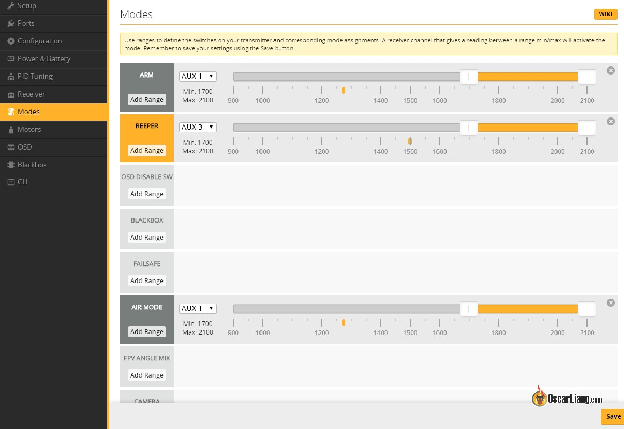 Setup
Ports
Configuration
Power & Battery
PID Tuning
Receiver
Modes
Motors
OSD
Blackbox
CLI
Modes
WIKI
Use ranges to define the switches on your transmitter and corresponding mode assignments. A receiver channel that gives a reading between a range min/max will activate the
mode. Remember to save your settings using the Save button.
ARM
Add Range
AUX 1
Min: 1700
Max: 2100
900 1000 1200 1400 1500 1600 1800 2000 2100
BEEPER
Add Range
AUX 3
Min: 1700
Max: 2100
900 1000 1200 1400 1500 1600 1800 2000 2100
OSD DISABLE SW
Add Range
BLACKBOX
Add Range
FAILSAFE
Add Range
AIR MODE
Add Range
AUX 1
Min: 1700
Max: 2100
900 1000 1200 1400 1500 1600 1800 2000 2100
FPV ANGLE MIX
Add Range
CAMERA
OscarLiang.com
Save